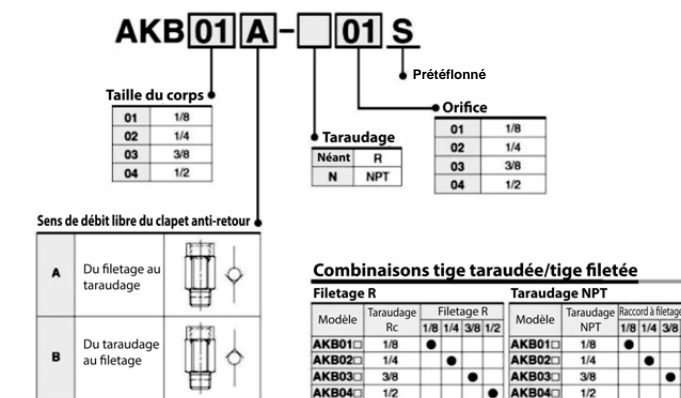 AKB 01 A - 01 S
Prétéflonné
Taille du corps
01 1/8
02 1/4
03 3/8
04 1/2
Orifice
01 1/8
02 1/4
03 3/8
04 1/2
Taraudage
Néant R
N NPT
Sens de débit libre du clapet anti-retour
A Du filetage au
taraudage
B Du taraudage
au filetage
Combinaisons tige taraudée/tige filetée
Filetage R
Modèle Taraudage Rc Filetage R
1/8 1/4 3/8 1/2
AKB01□ 1/8 ●
AKB02□ 1/4 ●
AKB03□ 3/8 ●
AKB04□ 1/2 ●
Taraudage NPT
Modèle Taraudage NPT Raccord à filetage
1/8 1/4 3/8
AKB01□ 1/8 ●
AKB02□ 1/4 ●
AKB03□ 3/8 ●
AKB04□ 1/2